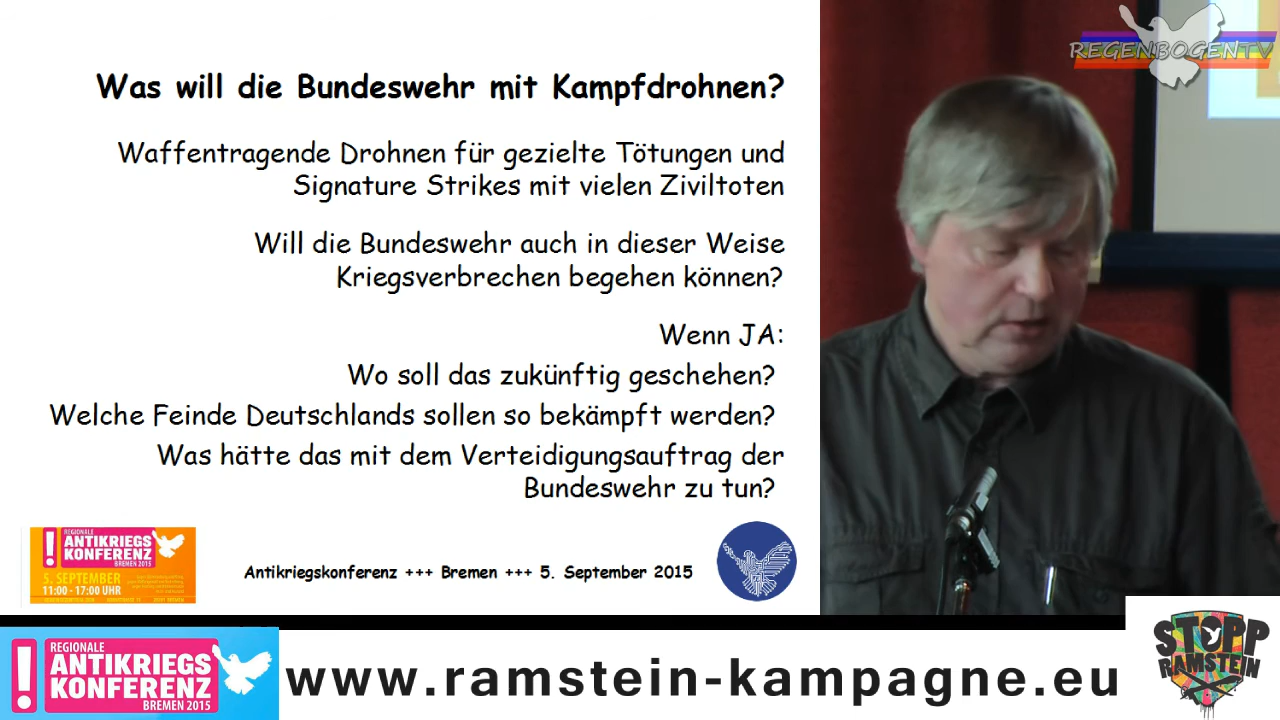 Was will die Bundeswehr mit Kampfdrohnen?
Waffentragende Drohnen für gezielte Tötungen und
Signature Strikes mit vielen Ziviltoten
Will die Bundeswehr auch in dieser Weise
Kriegsverbrechen begehen können?
Wenn JA:
Wo soll das zukünftig geschehen?
Welche Feinde Deutschlands sollen so bekämpft werden?
Was hätte das mit dem Verteidigungsauftrag der
Bundeswehr zu tun?
REGIONALE
! ANTIKRIEGS
KONFERENZ
BREMEN 2015
5. SEPTEMBER
11:00 - 17:00 UHR
Antikriegskonferenz +++ Bremen +++ 5. September 2015
REGENBOGENTV
REGIONALE
! ANTIKRIEGS
KONFERENZ
BREMEN 2015
www.ramstein-kampagne.eu
STOPP
RAMSTEIN